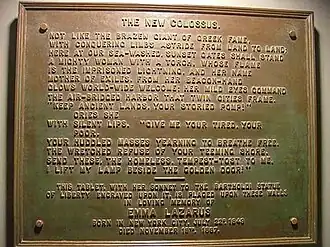 THE NEW COLOSSUS.
NOT LIKE THE BRAZEN GIANT OF GREEK FAME,
WITH CONQUERING LIMBS ASTRIDE FROM LAND TO LAND;
HERE AT OUR SEA-WASHED, SUNSET GATES SHALL STAND
A MIGHTY WOMAN WITH A TORCH, WHOSE FLAME
IS THE IMPRISONED LIGHTNING, AND HER NAME
MOTHER OF EXILES. FROM HER BEACON-HAND
GLOWS WORLD-WIDE WELCOME; HER MILD EYES COMMAND
THE AIR-BRIDGED HARBOR THAT TWIN CITIES FRAME.
"KEEP ANCIENT LANDS, YOUR STORIED POMP!"
CRIES SHE
WITH SILENT LIPS. "GIVE ME YOUR TIRED, YOUR
POOR,
YOUR HUDDLED MASSES YEARNING TO BREATHE FREE,
THE WRETCHED REFUSE OF YOUR TEEMING SHORE.
SEND THESE, THE HOMELESS, TEMPEST-TOST TO ME,
I LIFT MY LAMP BESIDE THE GOLDEN DOOR!"
THIS TABLET, WITH HER SONNET TO THE BARTHOLDI STATUE
OF LIBERTY ENGRAVED UPON IT, IS PLACED UPON THESE WALLS
IN LOVING MEMORY OF
EMMA LAZARUS
BORN IN NEW YORK CITY, JULY 22D, 1849
DIED NOVEMBER 19TH, 1887.